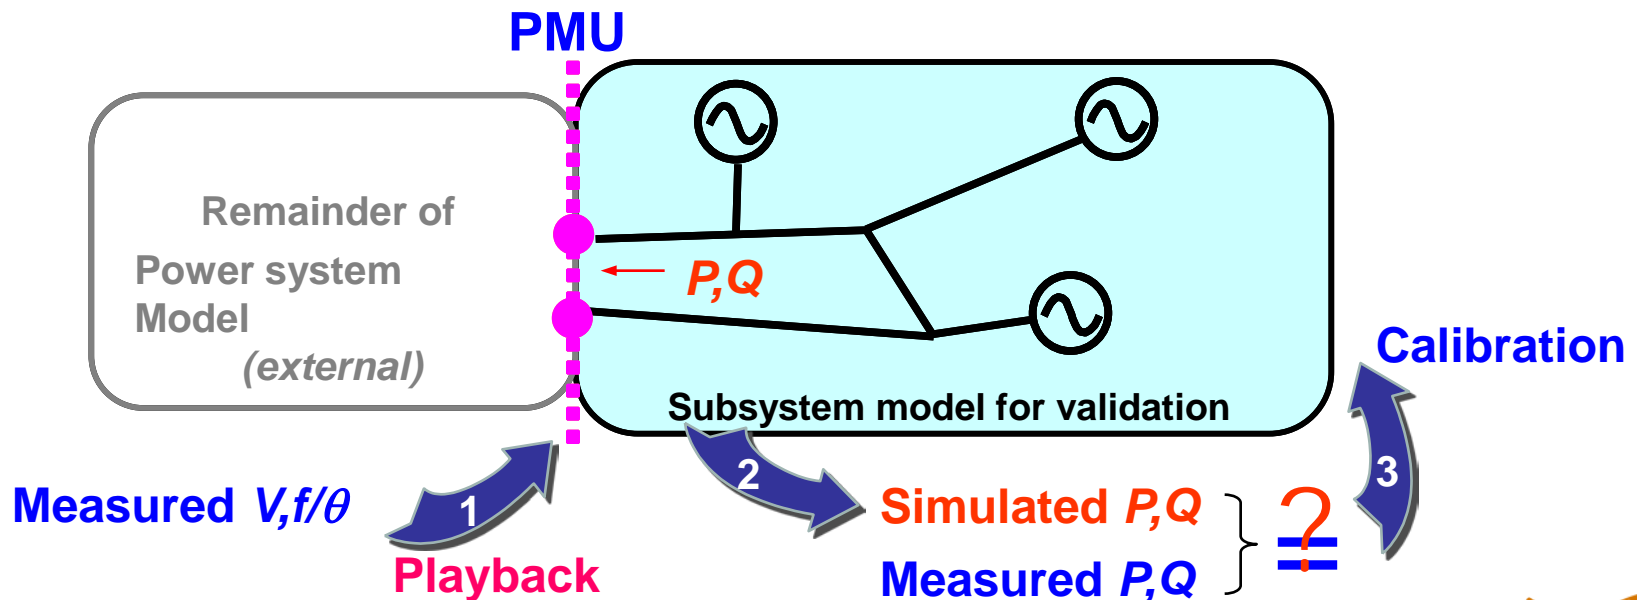 PMU
Remainder of
Power system
Model
(external)
P,Q
Subsystem model for validation
Calibration
Measured V,f/θ
1
Playback
2
Simulated P,Q
Measured P,Q
?
=
3